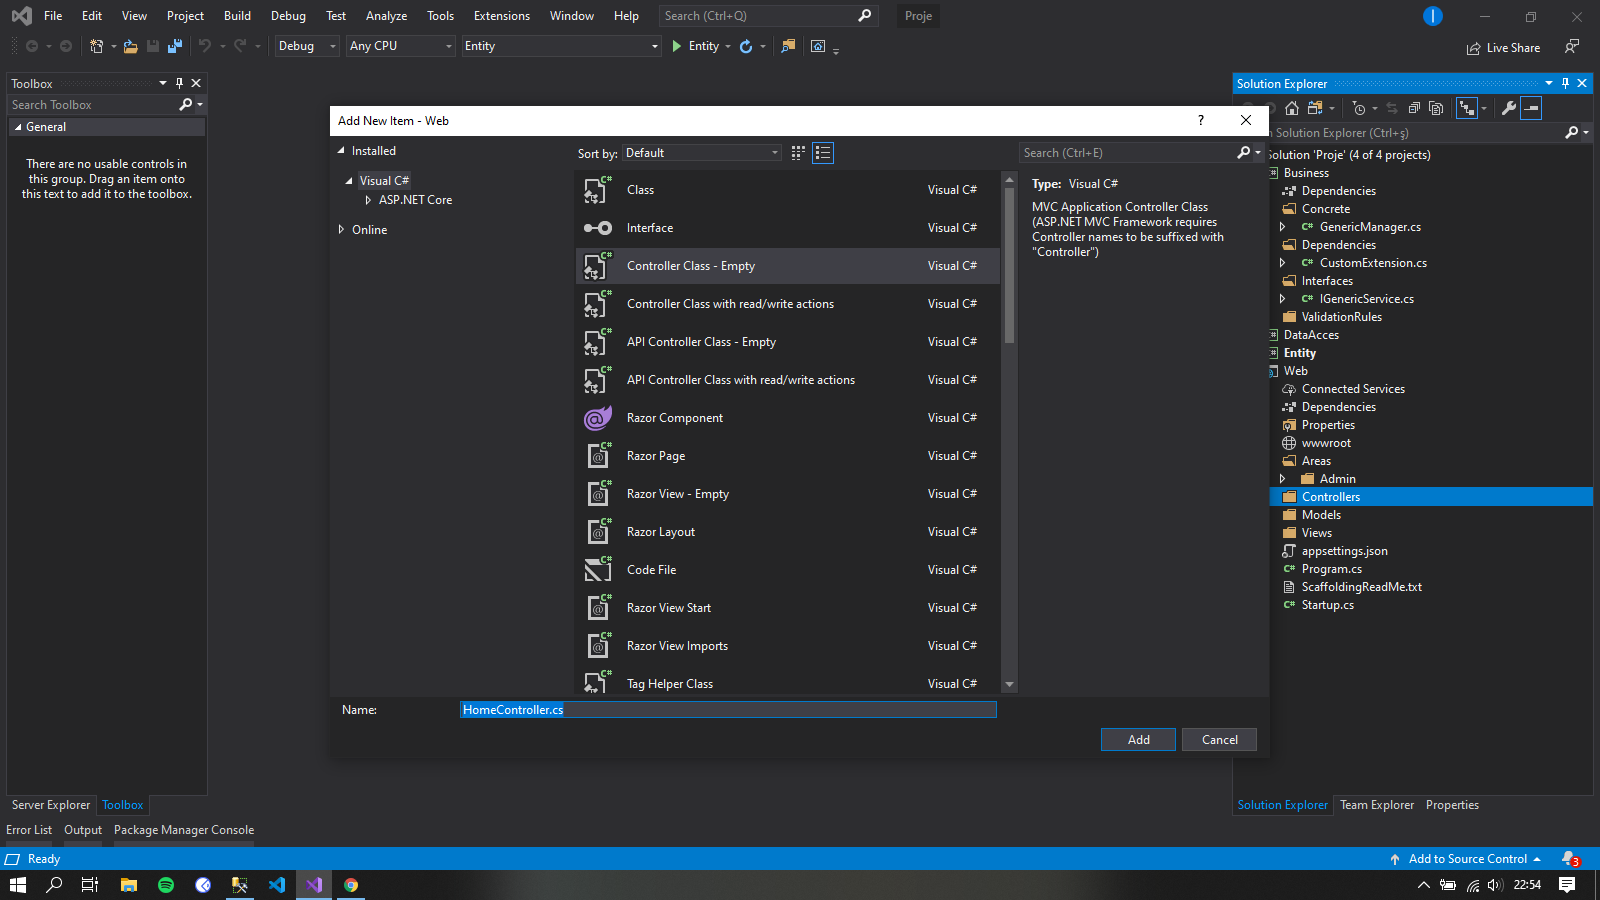 File Edit View Project Build Debug Test Analyze Tools Extensions Window Help Search (Ctrl+Q) Proje
Debug Any CPU Entity Entity Live Share
Toolbox
Search Toolbox
General
There are no usable controls in
this group. Drag an item onto
this text to add it to the toolbox.
Server Explorer Toolbox
Add New Item - Web ?
Installed
Visual C#
ASP.NET Core
Online
Sort by: Default
Search (Ctrl+E)
Class Visual C#
Interface Visual C#
Controller Class - Empty Visual C#
Controller Class with read/write actions Visual C#
API Controller Class - Empty Visual C#
API Controller Class with read/write actions Visual C#
Razor Component Visual C#
Razor Page Visual C#
Razor View - Empty Visual C#
Razor Layout Visual C#
Code File Visual C#
Razor View Start Visual C#
Razor View Imports Visual C#
Tag Helper Class Visual C#
Type: Visual C#
MVC Application Controller Class
(ASP.NET MVC Framework requires
Controller names to be suffixed with
"Controller")
Name: HomeController.cs
Add Cancel
Solution Explorer
Solution Explorer (Ctrl+ş)
Solution 'Proje' (4 of 4 projects)
Business
Dependencies
Concrete
C# GenericManager.cs
Dependencies
C# CustomExtension.cs
Interfaces
C# IGenericService.cs
ValidationRules
DataAcces
Entity
Web
Connected Services
Dependencies
Properties
wwwroot
Areas
Admin
Controllers
Models
Views
appsettings.json
C# Program.cs
ScaffoldingReadMe.txt
C# Startup.cs
Solution Explorer Team Explorer Properties
Error List Output Package Manager Console
Ready Add to Source Control 3
22:54